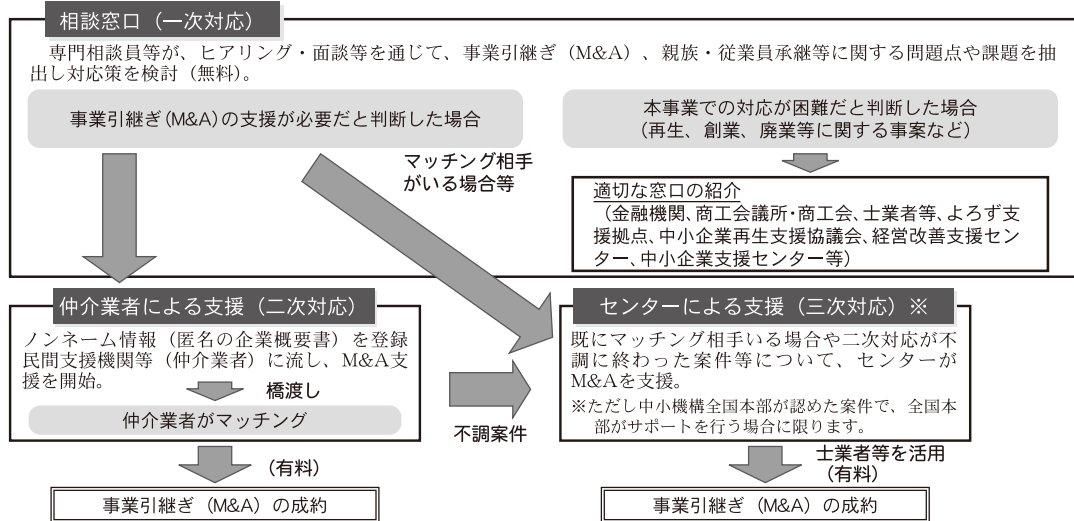 相談窓口（一次対応）
専門相談員等が、ヒアリング・面談等を通じて、事業引継ぎ（M&A）、親族・従業員承継等に関する問題点や課題を抽
出し対応策を検討（無料）。
事業引継ぎ（M&A）の支援が必要だと判断した場合
本事業での対応が困難だと判断した場合
（再生、創業、廃業等に関する事案など）
マッチング相手
がいる場合等
適切な窓口の紹介
（金融機関、商工会議所・商工会、士業者等、よろず支
援拠点、中小企業再生支援協議会、経営改善支援セン
ター、中小企業支援センター等）
仲介業者による支援（二次対応）
ノンネーム情報（匿名の企業概要書）を登録
民間支援機関等（仲介業者）に流し、M&A支
援を開始。
橋渡し
仲介業者がマッチング
不調案件
（有料）
事業引継ぎ（M&A）の成約
センターによる支援（三次対応）※
既にマッチング相手いる場合や二次対応が不
調に終わった案件等について、センターが
M&Aを支援。
※ただし中小機構全国本部が認めた案件で、全国本
部がサポートを行う場合に限ります。
士業者等を活用
（有料）
事業引継ぎ（M&A）の成約